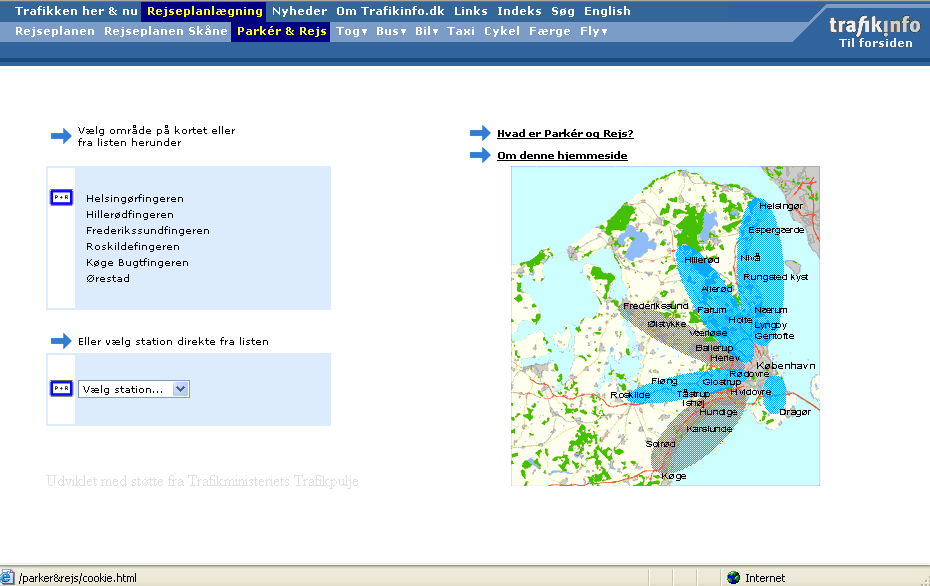 Trafikken her & nu Rejseplanlægning Nyheder Om Trafikinfo.dk Links Indeks Søg English
Rejseplanen Rejseplanen Skåne Parkér & Rejs Tog▾ Bus▾ Bil▾ Taxi Cykel Færge Fly▾
trafikinfo
Til forsiden
Vælg område på kortet eller
fra listen herunder
P+R
Helsingørfingeren
Hillerødfingeren
Frederikssundfingeren
Roskildefingeren
Køge Bugtfingeren
Ørestad
Eller vælg station direkte fra listen
P+R
Vælg station...
Udviklet med støtte fra Trafikministeriets Trafikpulje
Hvad er Parkér og Rejs?
Om denne hjemmeside
Helsingør
Espergærde
Nivå
Hillerød
Rungsted kyst
Allerød
Frederikssund
Farum
Nærum
Holte
Ølstykke
Lyngby
Værløse
Gentofte
Ballerup
Herlev
København
Rødovre
Fløng
Glostrup
Roskilde
Tåstrup
Hvidovre
Ishøj
Hundige
Dragør
Karslunde
Solrød
Køge
/parker&rejs/cookie.html
Internet